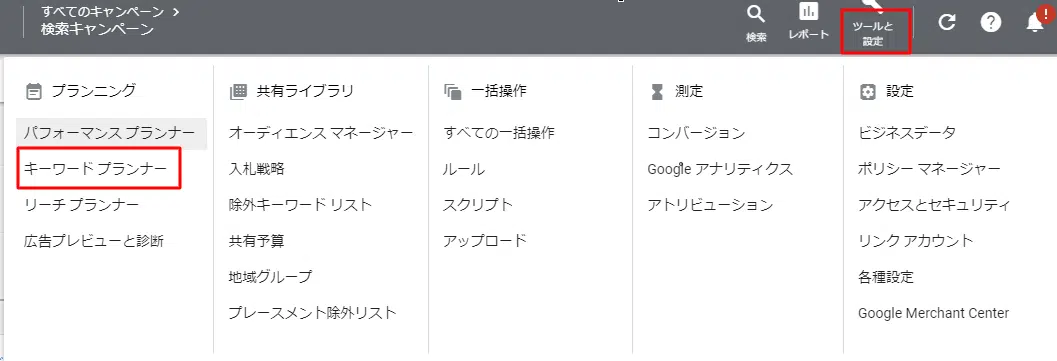 すべてのキャンペーン
検索キャンペーン
検索
レポート
ツールと
設定
!
プランニング
パフォーマンス プランナー
キーワード プランナー
リーチ プランナー
広告プレビューと診断
共有ライブラリ
オーディエンス マネージャー
入札戦略
除外キーワード リスト
共有予算
地域グループ
プレースメント除外リスト
一括操作
すべての一括操作
ルール
スクリプト
アップロード
測定
コンバージョン
Google アナリティクス
アトリビューション
設定
ビジネスデータ
ポリシー マネージャー
アクセスとセキュリティ
リンク アカウント
各種設定
Google Merchant Center